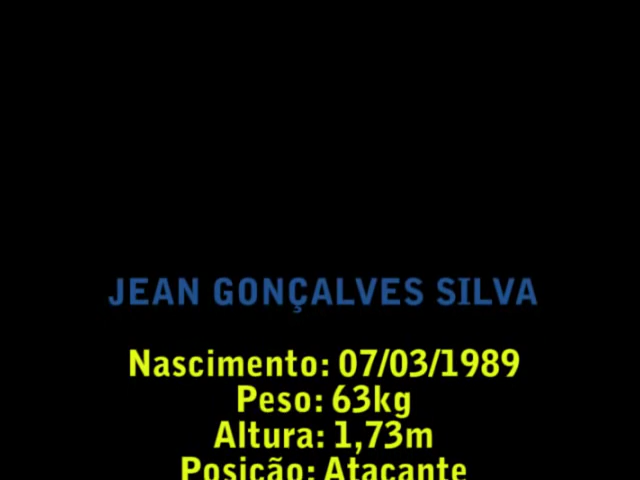 JEAN GONÇALVES SILVA
Nascimento: 07/03/1989
Peso: 63kg
Altura: 1,73m
Posição: Atacante